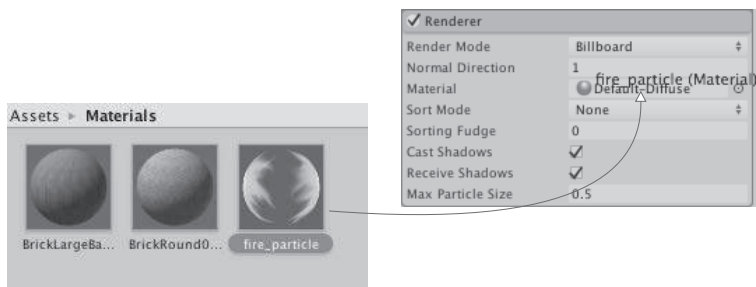 Renderer
Render Mode Billboard
Normal Direction 1
fire_particle (Material)
Material Default-Diffuse
Sort Mode None
Sorting Fudge 0
Cast Shadows
Receive Shadows
Max Particle Size 0.5
Assets Materials
BrickLargeBa... BrickRound0... fire_particle